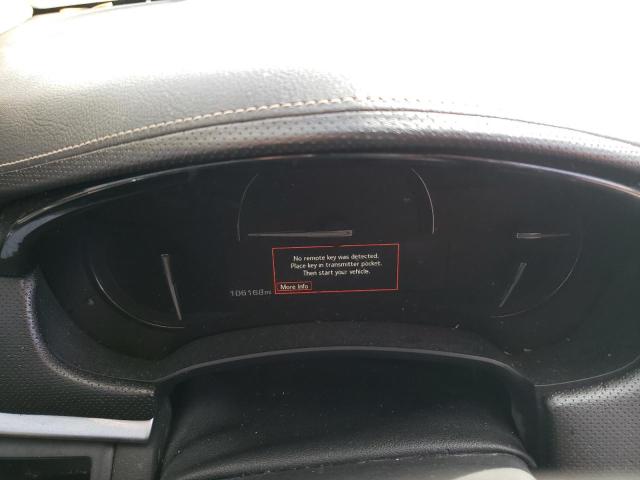 No remote key was detected.
Place key in transmitter pocket.
Then start your vehicle.
More Info
106168mi